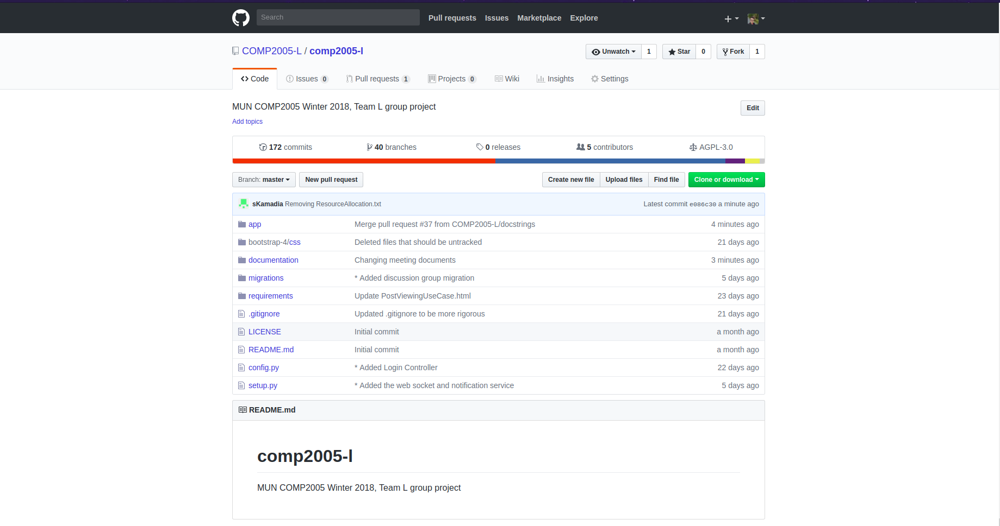 Search Pull requests Issues Marketplace Explore
COMP2005-L / comp2005-l Unwatch 1 Star 0 Fork 1
Code Issues 0 Pull requests 1 Projects 0 Wiki Insights Settings
MUN COMP2005 Winter 2018, Team L group project Edit
Add topics
172 commits 40 branches 0 releases 5 contributors AGPL-3.0
Branch: master New pull request Create new file Upload files Find file Clone or download
sKamadia Removing ResourceAllocation.txt Latest commit e086c30 a minute ago
app Merge pull request #37 from COMP2005-L/docstrings 4 minutes ago
bootstrap-4/css Deleted files that should be untracked 21 days ago
documentation Changing meeting documents 3 minutes ago
migrations * Added discussion group migration 5 days ago
requirements Update PostViewingUseCase.html 23 days ago
.gitignore Updated .gitignore to be more rigorous 21 days ago
LICENSE Initial commit a month ago
README.md Initial commit a month ago
config.py * Added Login Controller 22 days ago
setup.py * Added the web socket and notification service 5 days ago
README.md
comp2005-l
MUN COMP2005 Winter 2018, Team L group project